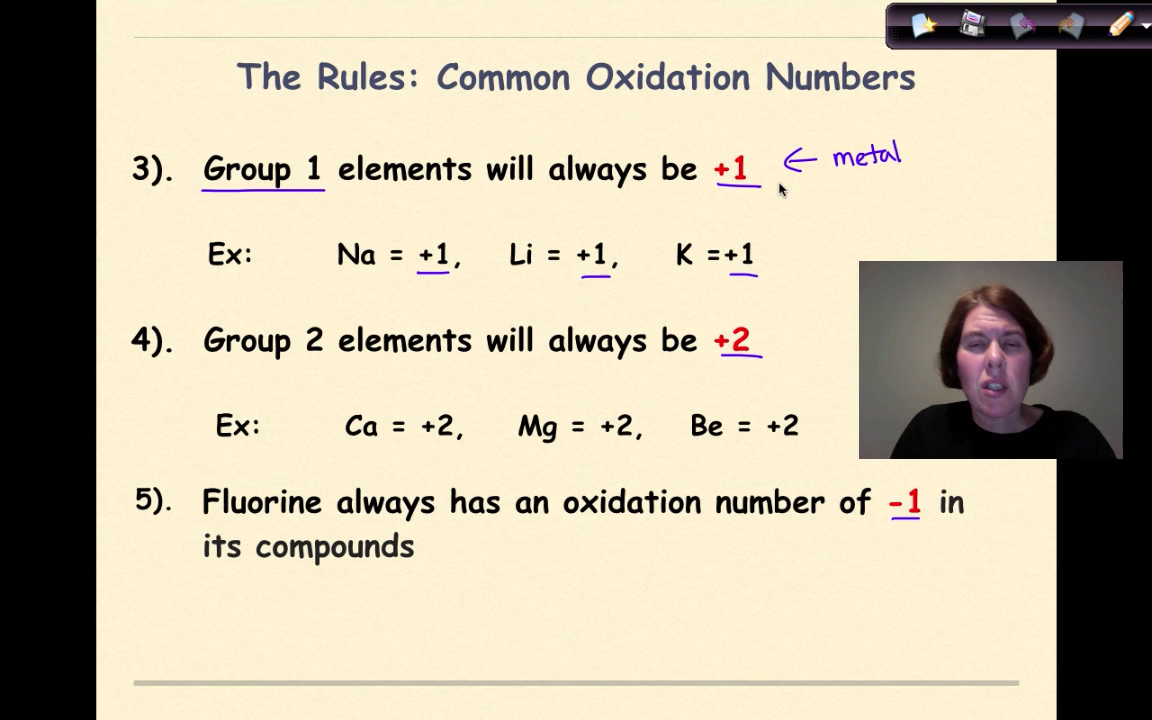 The Rules: Common Oxidation Numbers
3). Group 1 elements will always be +1 ← metal
Ex: Na = +1, Li = +1, K =+1
4). Group 2 elements will always be +2
Ex: Ca = +2, Mg = +2, Be = +2
5). Fluorine always has an oxidation number of -1 in
its compounds